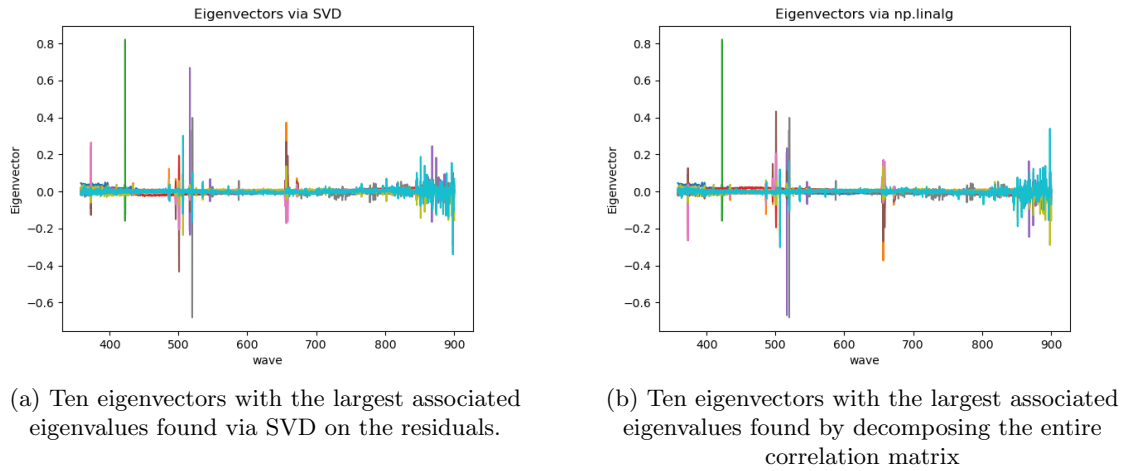 Eigenvectors via SVD
0.8
0.6
0.4
0.2
0.0
−0.2
−0.4
−0.6
Eigenvector
400
500
600
700
800
900
wave
(a) Ten eigenvectors with the largest associated
eigenvalues found via SVD on the residuals.
Eigenvectors via np.linalg
0.8
0.6
0.4
0.2
0.0
−0.2
−0.4
−0.6
Eigenvector
400
500
600
700
800
900
wave
(b) Ten eigenvectors with the largest associated
eigenvalues found by decomposing the entire
correlation matrix